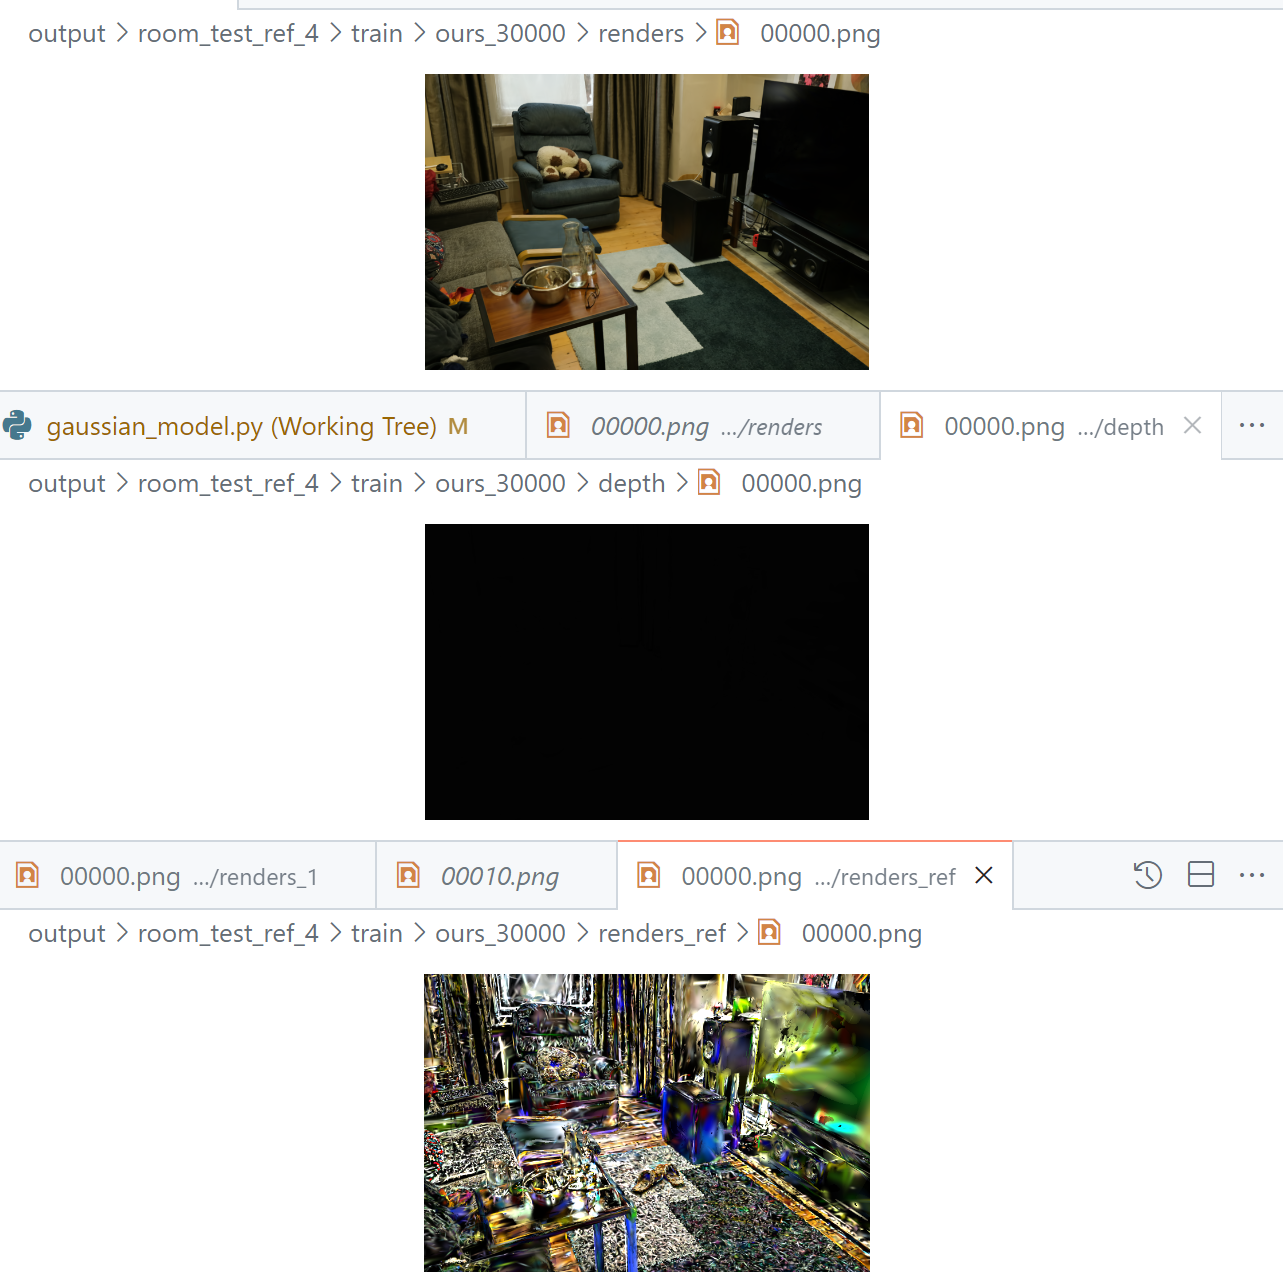 output > room_test_ref_4 > train > ours_30000 > renders > 00000.png
gaussian_model.py (Working Tree) M 00000.png .../renders 00000.png .../depth
output > room_test_ref_4 > train > ours_30000 > depth > 00000.png
00000.png .../renders_1 00010.png 00000.png .../renders_ref
output > room_test_ref_4 > train > ours_30000 > renders_ref > 00000.png